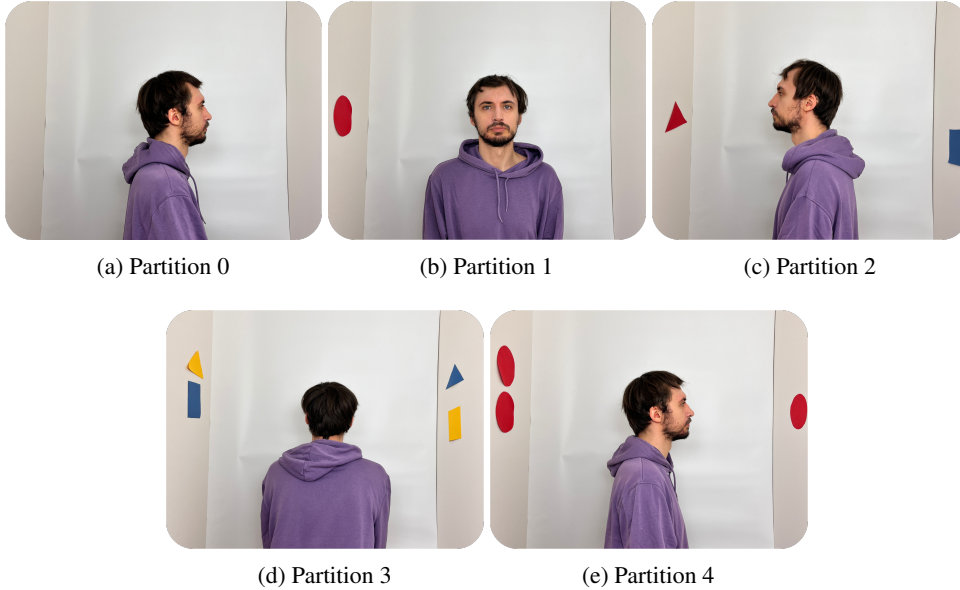 (a) Partition 0
(b) Partition 1
(c) Partition 2
(d) Partition 3
(e) Partition 4